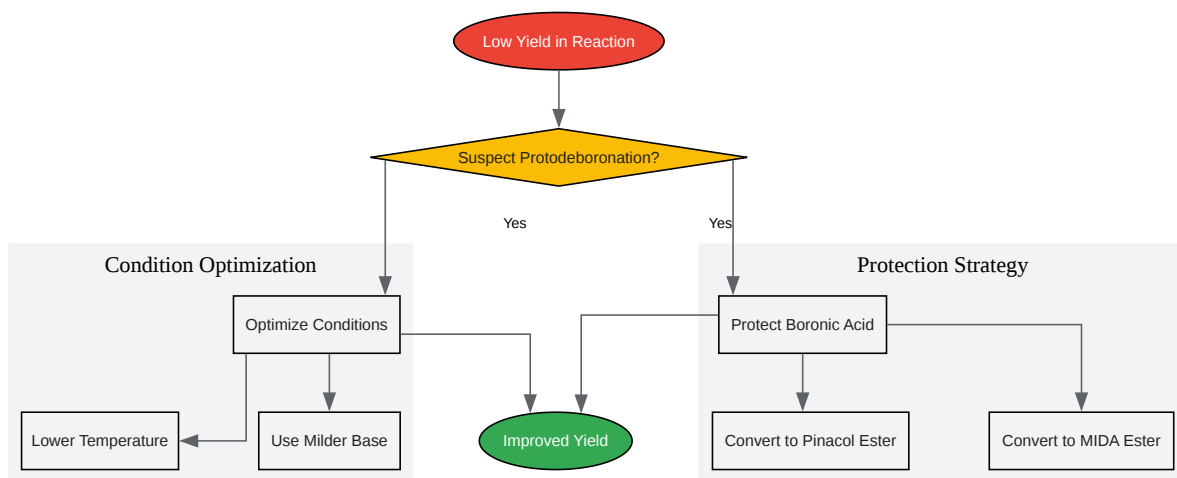 Low Yield in Reaction
Suspect Protodeboronation?
Yes
Yes
Condition Optimization
Protection Strategy
Optimize Conditions
Protect Boronic Acid
Lower Temperature
Use Milder Base
Improved Yield
Convert to Pinacol Ester
Convert to MIDA Ester